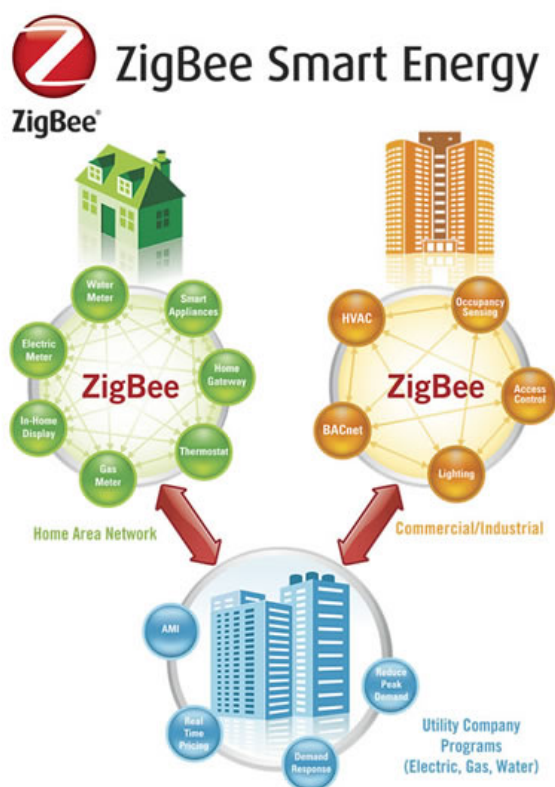 ZigBee Smart Energy
ZigBee®
Water
Meter
Smart
Appliances
Electric
Meter
Home
Gateway
ZigBee
In-Home
Display
Thermostat
Gas
Meter
Home Area Network
HVAC
Occupancy
Sensing
ZigBee
Access
Control
BACnet
Lighting
Commercial/Industrial
AMI
Reduce
Peak
Demand
Real
Time
Pricing
Demand
Response
Utility Company
Programs
(Electric, Gas, Water)